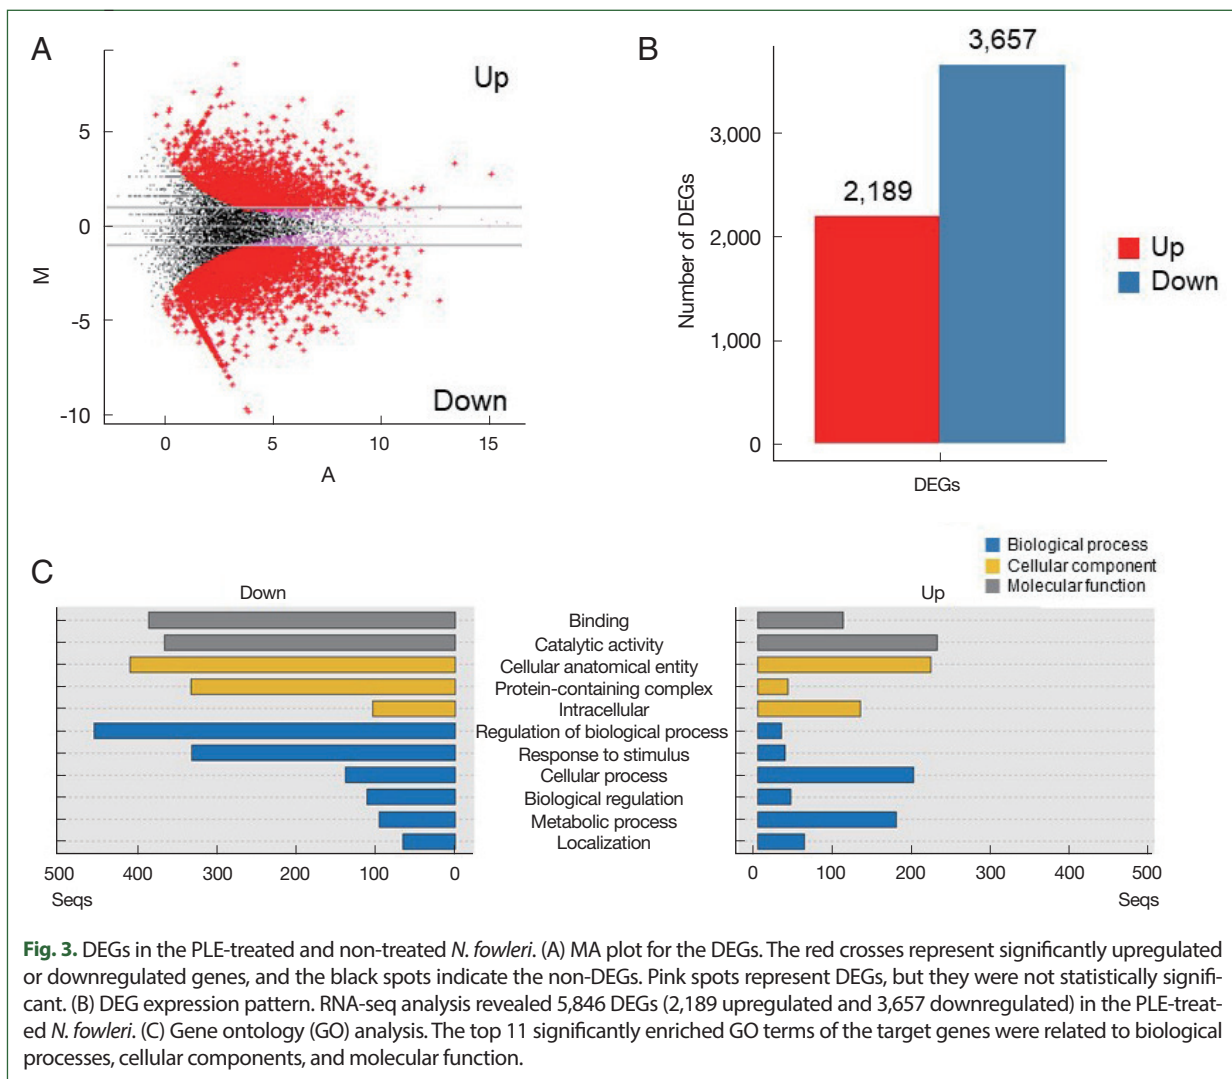 A
Up
5
0
-5
-10
M
Down
0 5 10 15
A
B
3,657
2,189
3,000
2,000
1,000
0
Number of DEGs
DEGs
Up
Down
C
Biological process
Cellular component
Molecular function
Down
Up
Binding
Catalytic activity
Cellular anatomical entity
Protein-containing complex
Intracellular
Regulation of biological process
Response to stimulus
Cellular process
Biological regulation
Metabolic process
Localization
500 400 300 200 100 0
Seqs
0 100 200 300 400 500
Seqs
Fig. 3. DEGs in the PLE-treated and non-treated N. fowleri. (A) MA plot for the DEGs. The red crosses represent significantly upregulated
or downregulated genes, and the black spots indicate the non-DEGs. Pink spots represent DEGs, but they were not statistically signifi-
cant. (B) DEG expression pattern. RNA-seq analysis revealed 5,846 DEGs (2,189 upregulated and 3,657 downregulated) in the PLE-treat-
ed N. fowleri. (C) Gene ontology (GO) analysis. The top 11 significantly enriched GO terms of the target genes were related to biological
processes, cellular components, and molecular function.